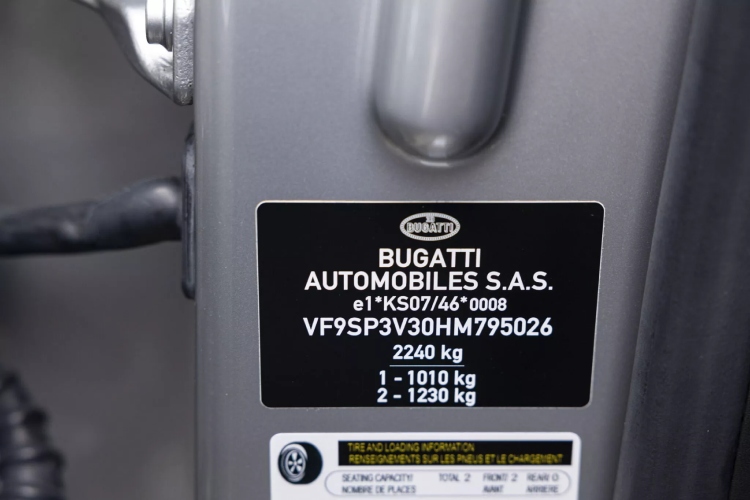 BUGATTI
BUGATTI
AUTOMOBILES S.A.S.
e1*KS07/46*0008
VF9SP3V30HM795026
2240 kg
1 - 1010 kg
2 - 1230 kg
TIRE AND LOADING INFORMATION
RENSEIGNEMENTS SUR LES PNEUS ET LE CHARGEMENT
SEATING CAPACITY TOTAL 2 FRONT 2 REAR 0
NOMBRE DE PLACES AVANT ARRIERE